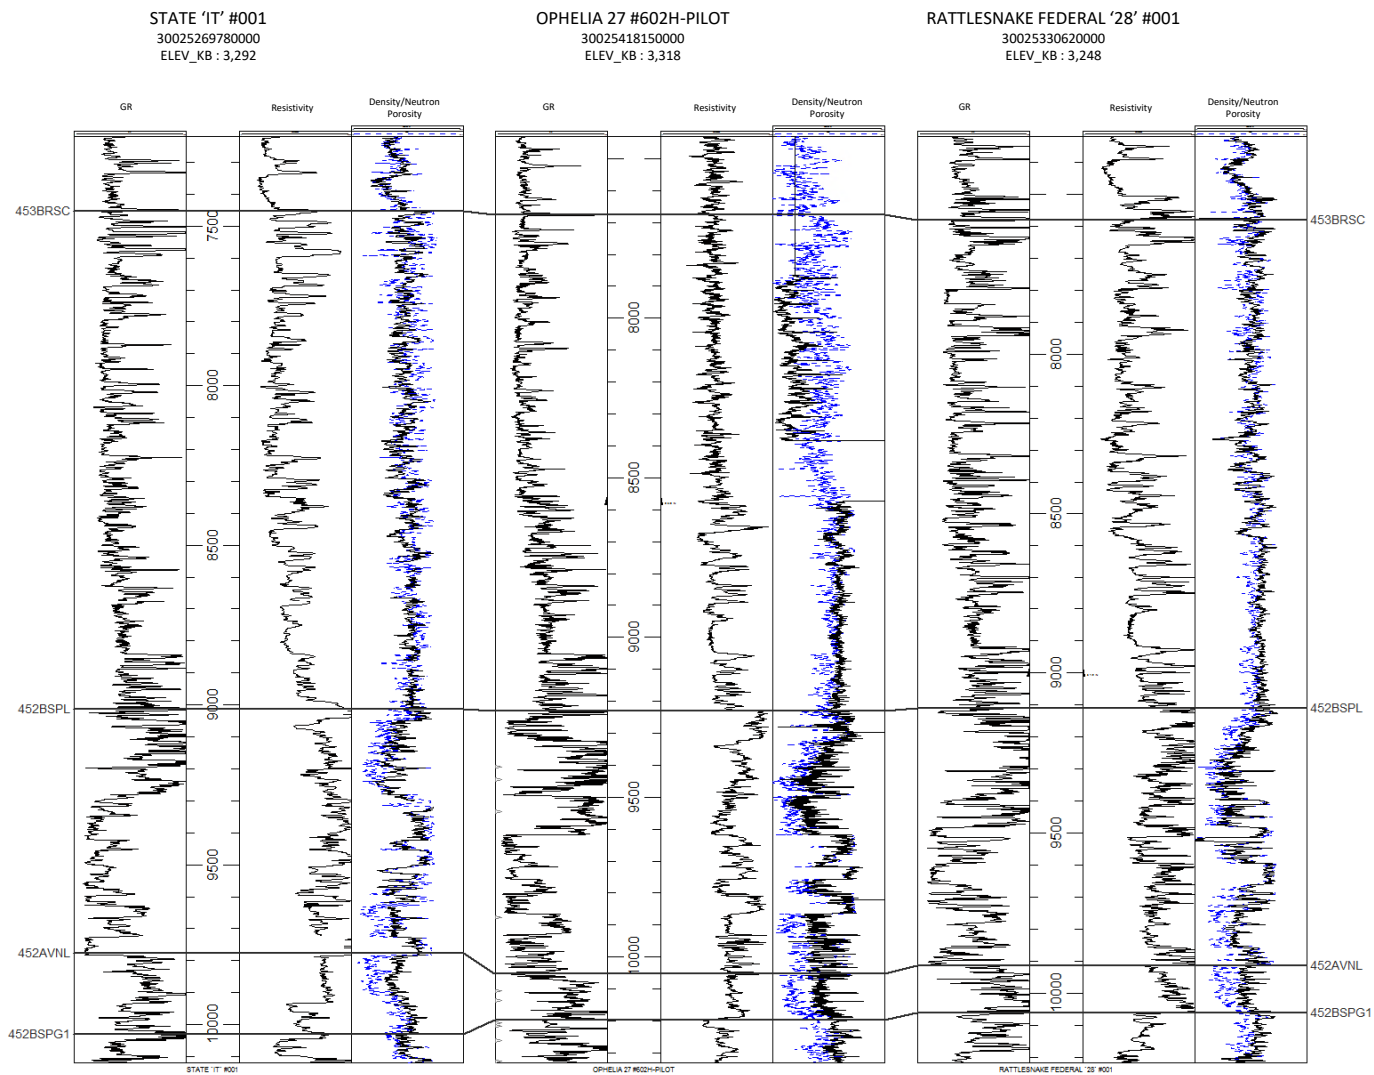 STATE ‘IT’ #001
30025269780000
ELEV_KB : 3,292
OPHELIA 27 #602H-PILOT
30025418150000
ELEV_KB : 3,318
RATTLESNAKE FEDERAL ‘28’ #001
30025330620000
ELEV_KB : 3,248
GR
Resistivity
Density/Neutron
Porosity
GR
Resistivity
Density/Neutron
Porosity
GR
Resistivity
Density/Neutron
Porosity
453BRSC
452BSPL
452AVNL
452BSPG1
7500
8000
8500
9000
9500
10000
8000
8500
9000
9500
10000
8000
8500
9000
9500
10000
453BRSC
452BSPL
452AVNL
452BSPG1
STATE 'IT' #001
OPHELIA 27 #602H-PILOT
RATTLESNAKE FEDERAL '28' #001